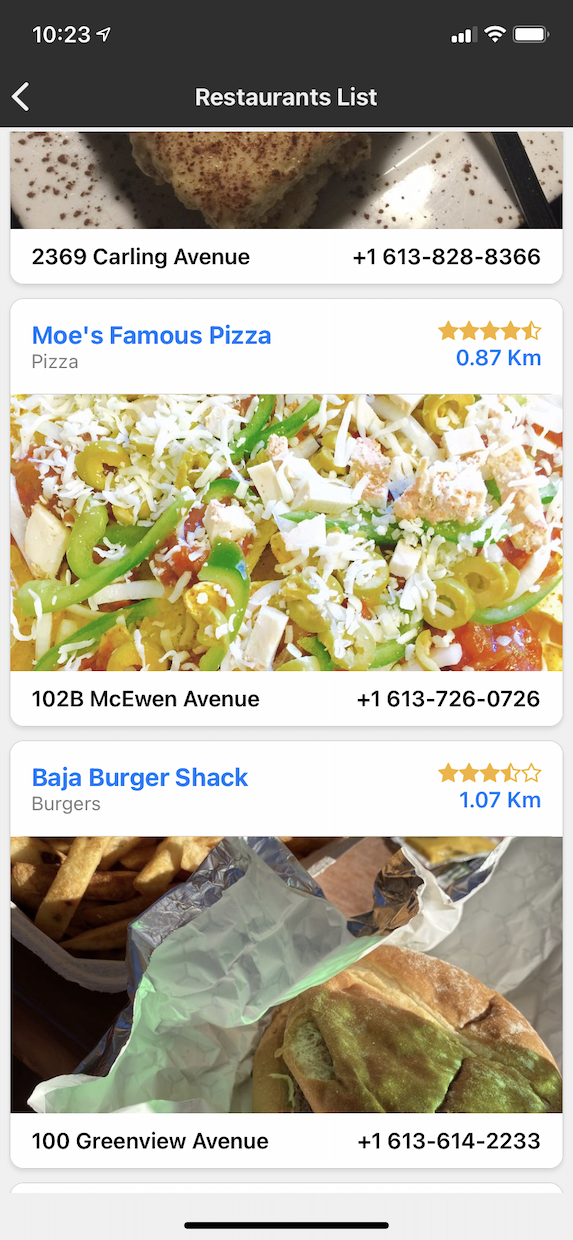 10:23
Restaurants List
2369 Carling Avenue +1 613-828-8366
Moe's Famous Pizza
Pizza
0.87 Km
102B McEwen Avenue +1 613-726-0726
Baja Burger Shack
Burgers
1.07 Km
100 Greenview Avenue +1 613-614-2233